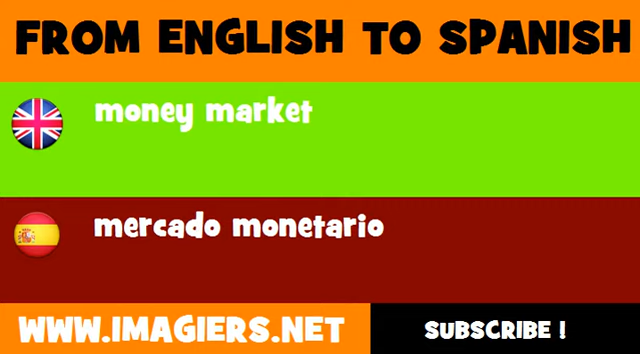 FROM ENGLISH TO SPANISH
money market
mercado monetario
WWW.IMAGIERS.NET
SUBSCRIBE !